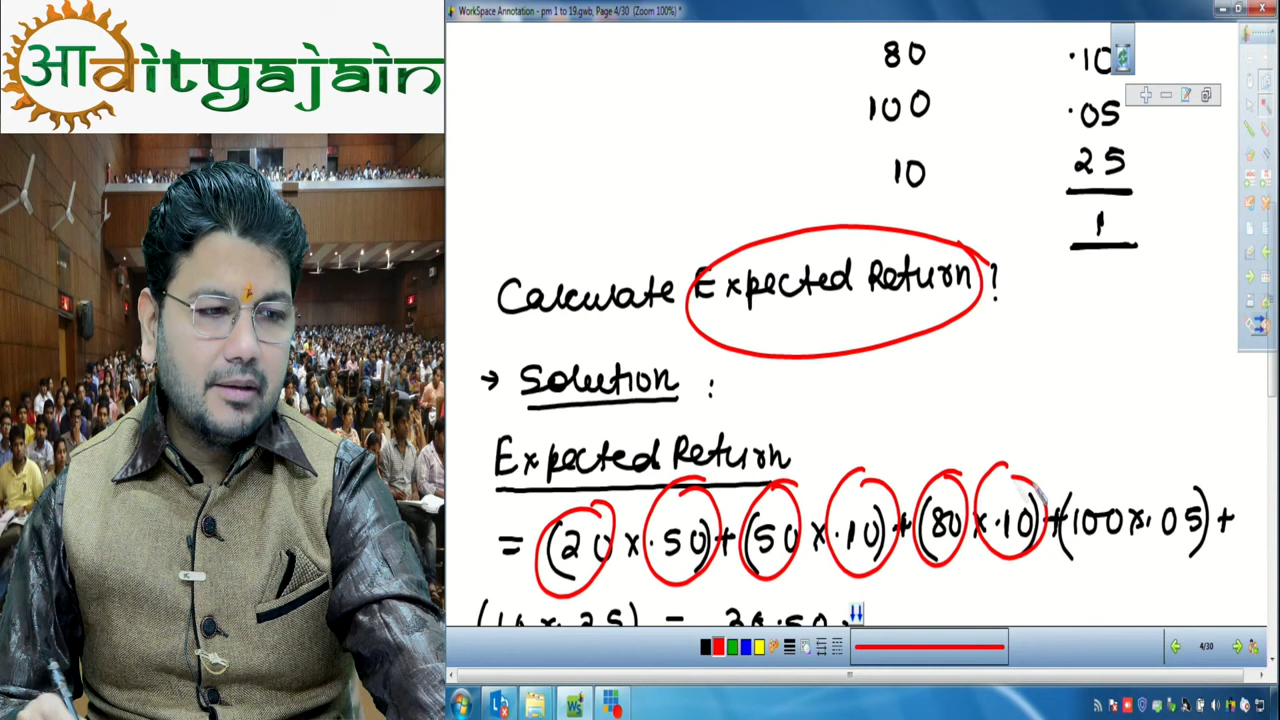 WorkSpace Annotation - pm 1 to 19.gwb, Page 4/30 (Zoom 100%) *
आdityajain
80 .10
100 .05
10 25
1
Calculate Expected Return?
→ Solution :
Expected Return
= (20 x .50) + (50 x .10) + (80 x .10) + (100 x .05) +
4/30